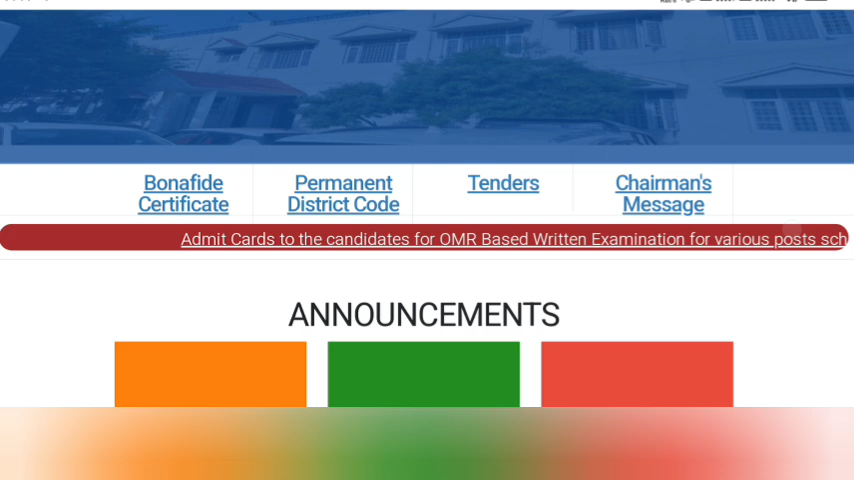 Bonafide
Certificate
Permanent
District Code
Tenders
Chairman's
Message
Admit Cards to the candidates for OMR Based Written Examination for various posts sch
ANNOUNCEMENTS